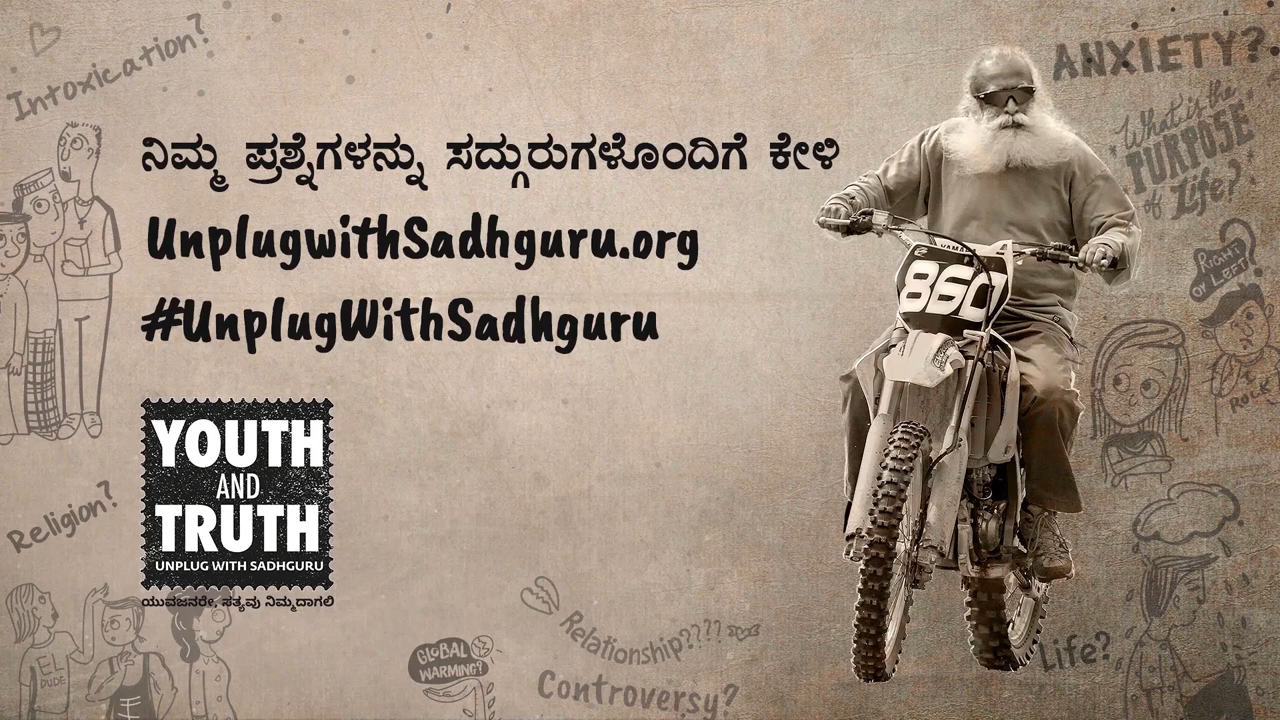 Intoxication?
ANXIETY?
What is the
PURPOSE
of Life?
ನಿಮ್ಮ ಪ್ರಶ್ನೆಗಳನ್ನು ಸದ್ಗುರುಗಳೊಂದಿಗೆ ಕೇಳಿ
UnplugwithSadhguru.org
#UnplugWithSadhguru
YAMAHA
860
RIGHT
OR LEFT
ROCK
YOUTH
AND
TRUTH
UNPLUG WITH SADHGURU
ಯುವಜನರೇ, ಸತ್ಯವು ನಿಮ್ಮದಾಗಲಿ
Religion?
EL
DUDE
GLOBAL
WARMING?
Relationship????
Controversy?
Life?